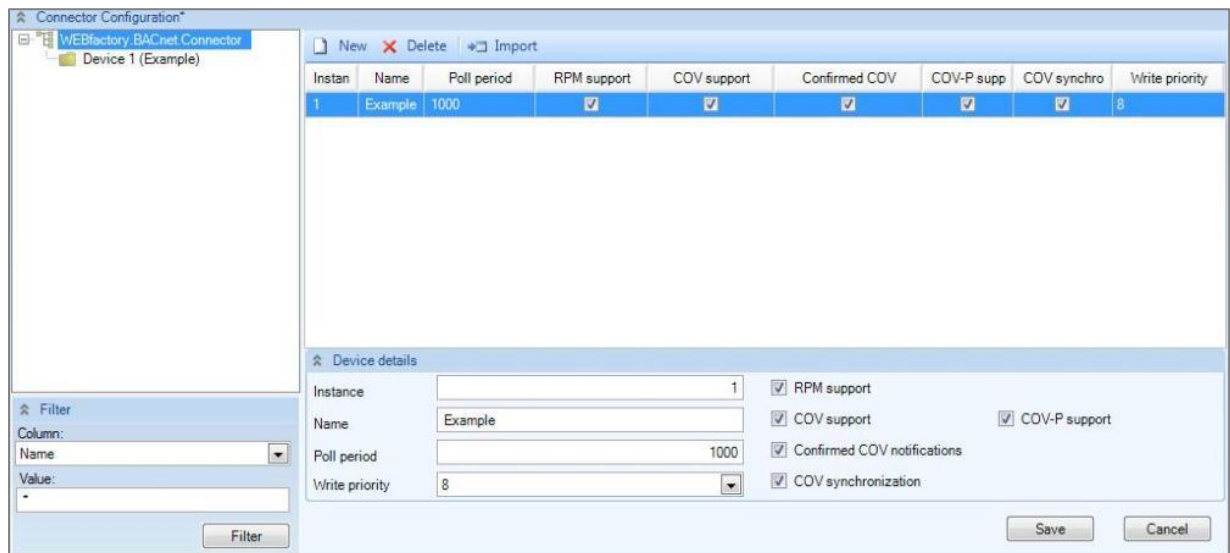 Connector Configuration*
WEBfactory.BACnet.Connector
Device 1 (Example)
New Delete Import
Instan Name Poll period RPM support COV support Confirmed COV COV-P supp COV synchro Write priority
1 Example 1000 8
Device details
Instance 1 RPM support
Name Example COV support COV-P support
Poll period 1000 Confirmed COV notifications
Write priority 8 COV synchronization
Filter
Column:
Name
Value:
Filter
Save Cancel